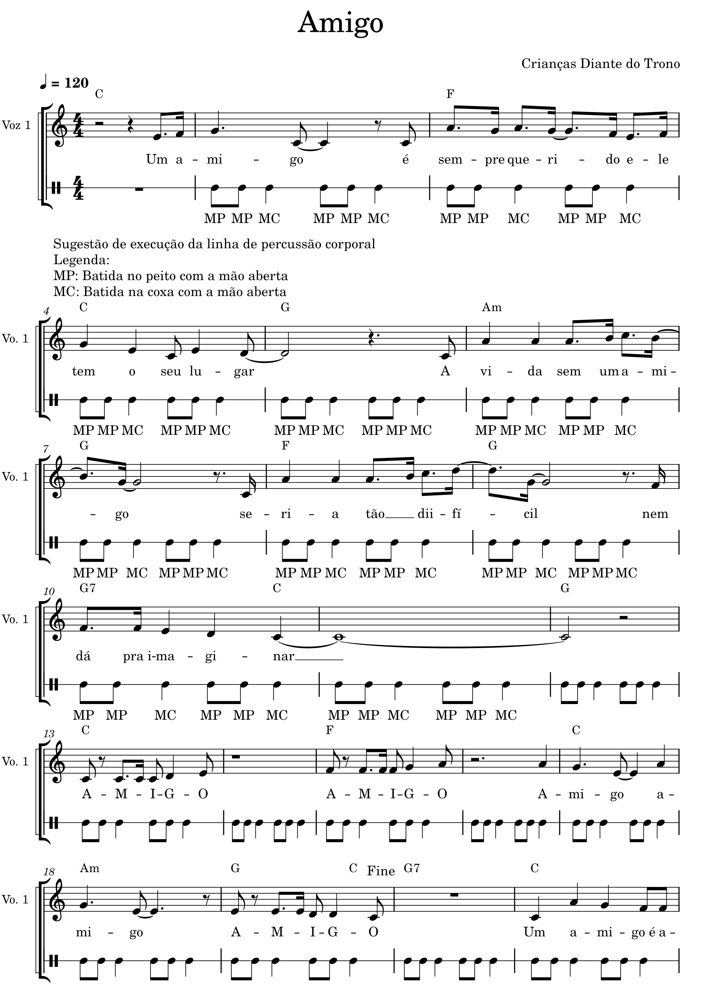 Amigo
Crianças Diante do Trono
= 120
C F
Voz 1
4 4
Um a - mi - go é sem - pre que - ri - do e - le
4 4
MP MP MC MP MP MC MP MP MC MP MP MC
Sugestão de execução da linha de percussão corporal
Legenda:
MP: Batida no peito com a mão aberta
MC: Batida na coxa com a mão aberta
4 C G Am
Vo. 1
tem o seu lu - gar A vi - da sem um a - mi -
MP MP MC MP MP MC MP MP MC MP MP MC MP MP MC MP MP MC
7 G F G
Vo. 1
- go se - ri - a tão __ dii - fí - cil nem
MP MP MC MP MP MC MP MP MC MP MP MC MP MP MC MP MP MC
10 G7 C G
Vo. 1
dá pra i - ma - gi - nar __
MP MP MC MP MP MC MP MP MC MP MP MC
13 C F C
Vo. 1
A - M - I - G - O A - M - I - G - O A - mi - go a -
18 Am G C Fine G7 C
Vo. 1
mi - go A - M - I - G - O Um a - mi - go é a -